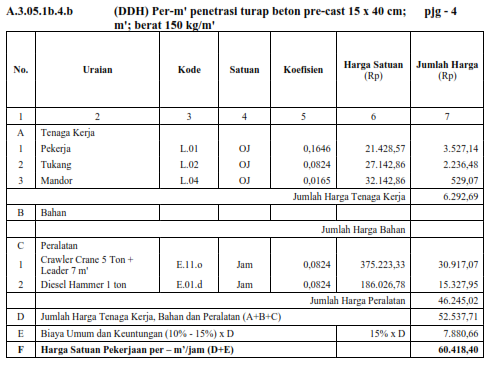 A.3.05.1b.4.b (DDH) Per-m' penetrasi turap beton pre-cast 15 x 40 cm; pjg - 4
m'; berat 150 kg/m'
No. Uraian Kode Satuan Koefisien Harga Satuan (Rp) Jumlah Harga (Rp)
1 2 3 4 5 6 7
A Tenaga Kerja
1 Pekerja L.01 OJ 0,1646 21.428,57 3.527,14
2 Tukang L.02 OJ 0,0824 27.142,86 2.236,48
3 Mandor L.04 OJ 0,0165 32.142,86 529,07
Jumlah Harga Tenaga Kerja 6.292,69
B Bahan
Jumlah Harga Bahan
C Peralatan
1 Crawler Crane 5 Ton +
Leader 7 m' E.11.o Jam 0,0824 375.223,33 30.917,07
2 Diesel Hammer 1 ton E.01.d Jam 0,0824 186.026,78 15.327,95
Jumlah Harga Peralatan 46.245,02
D Jumlah Harga Tenaga Kerja, Bahan dan Peralatan (A+B+C) 52.537,71
E Biaya Umum dan Keuntungan (10% - 15%) x D 15% x D 7.880,66
F Harga Satuan Pekerjaan per – m’/jam (D+E) 60.418,40